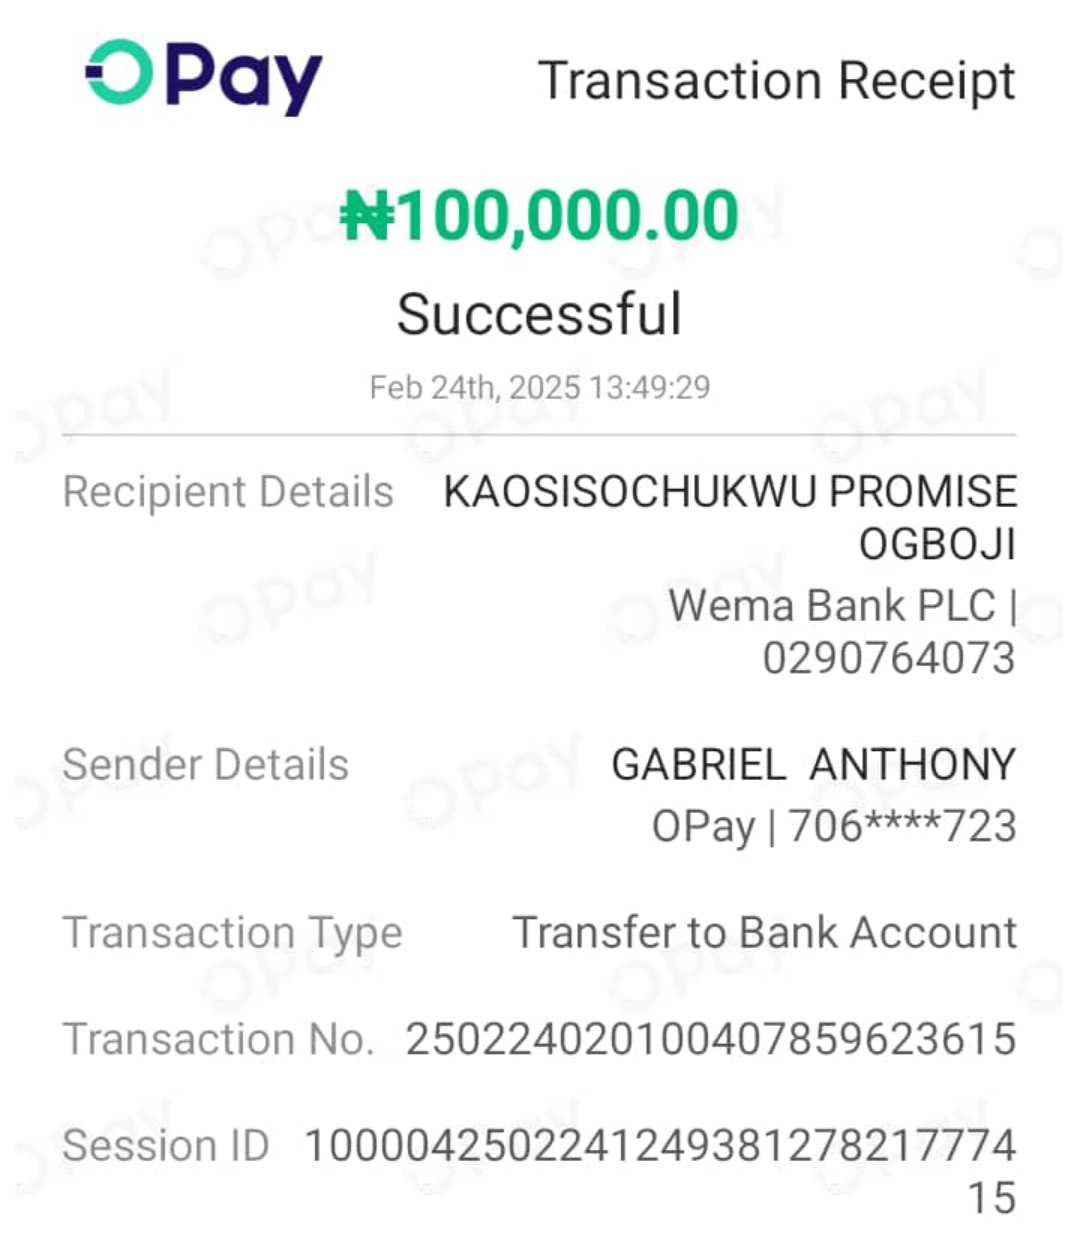 OPay Transaction Receipt
₦100,000.00
Successful
Feb 24th, 2025 13:49:29
Recipient Details KAOSISOCHUKWU PROMISE
OGBOJI
Wema Bank PLC |
0290764073
Sender Details GABRIEL ANTHONY
OPay | 706****723
Transaction Type Transfer to Bank Account
Transaction No. 250224020100407859623615
Session ID 1000042502241249381278217774
15